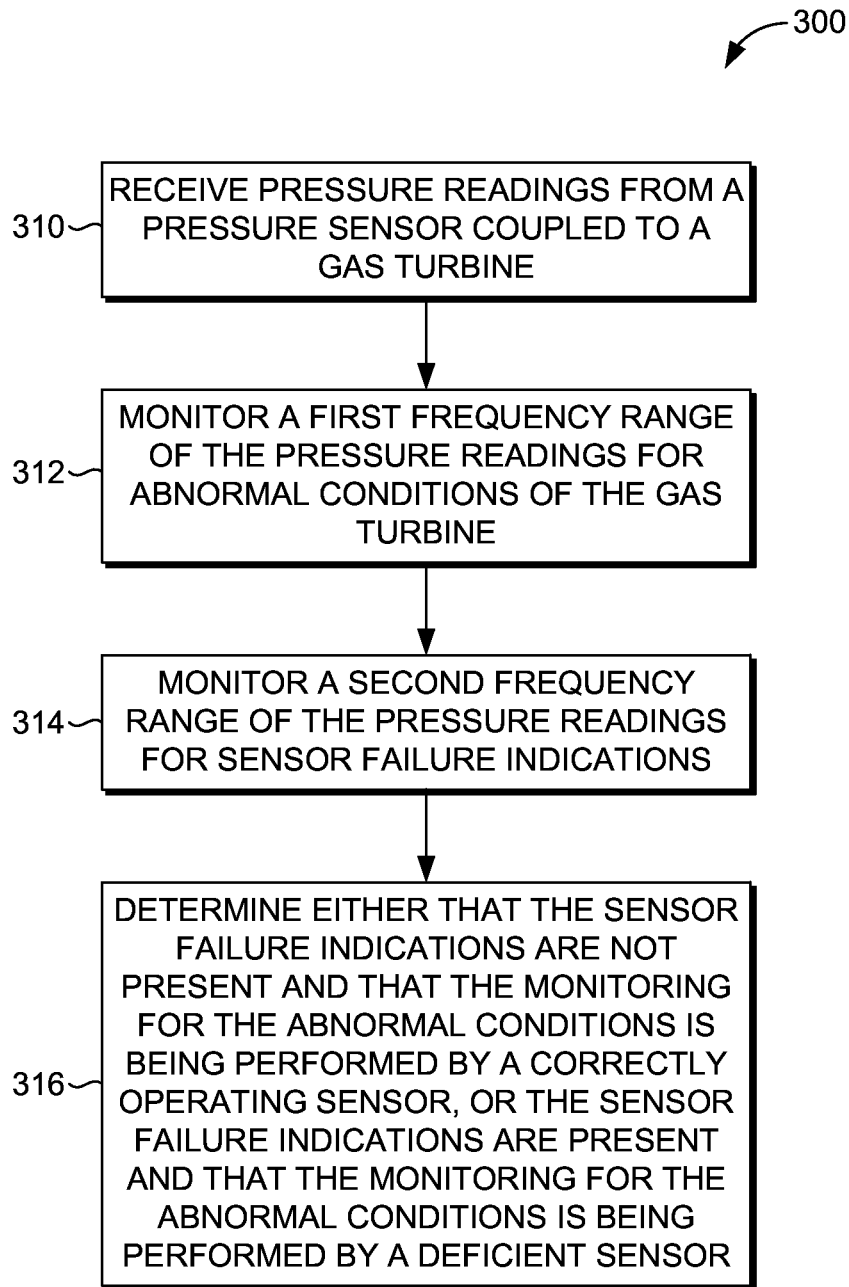 300
310
RECEIVE PRESSURE READINGS FROM A
PRESSURE SENSOR COUPLED TO A
GAS TURBINE
312
MONITOR A FIRST FREQUENCY RANGE
OF THE PRESSURE READINGS FOR
ABNORMAL CONDITIONS OF THE GAS
TURBINE
314
MONITOR A SECOND FREQUENCY
RANGE OF THE PRESSURE READINGS
FOR SENSOR FAILURE INDICATIONS
316
DETERMINE EITHER THAT THE SENSOR
FAILURE INDICATIONS ARE NOT
PRESENT AND THAT THE MONITORING
FOR THE ABNORMAL CONDITIONS IS
BEING PERFORMED BY A CORRECTLY
OPERATING SENSOR, OR THE SENSOR
FAILURE INDICATIONS ARE PRESENT
AND THAT THE MONITORING FOR THE
ABNORMAL CONDITIONS IS BEING
PERFORMED BY A DEFICIENT SENSOR